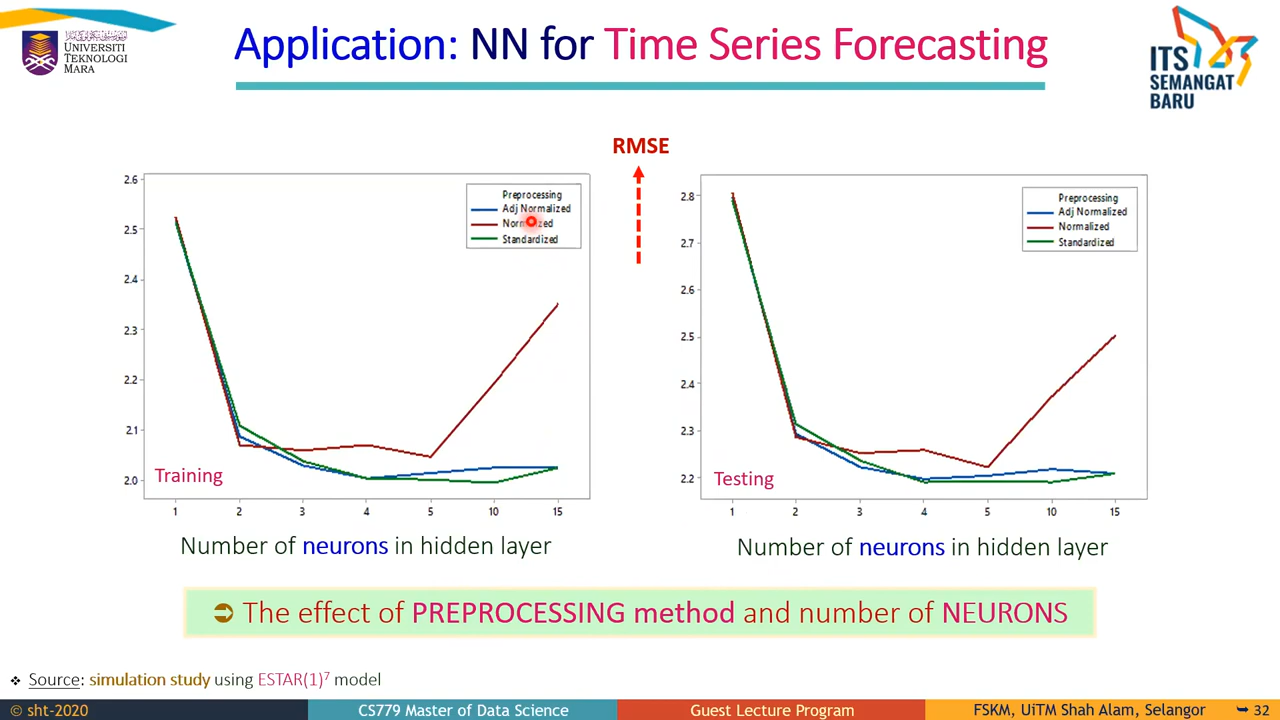 UNIVERSITI
TEKNOLOGI
MARA
Application: NN for Time Series Forecasting
ITS
SEMANGAT
BARU
RMSE
2.6
2.5
2.4
2.3
2.2
2.1
2.0
Preprocessing
Adj Normalized
Normalized
Standardized
Training
1 2 3 4 5 10 15
Number of neurons in hidden layer
2.8
2.7
2.6
2.5
2.4
2.3
2.2
Preprocessing
Adj Normalized
Normalized
Standardized
Testing
1 2 3 4 5 10 15
Number of neurons in hidden layer
➲ The effect of PREPROCESSING method and number of NEURONS
❖ Source: simulation study using ESTAR(1)⁷ model
© sht-2020
CS779 Master of Data Science
Guest Lecture Program
FSKM, UiTM Shah Alam, Selangor
➥ 32